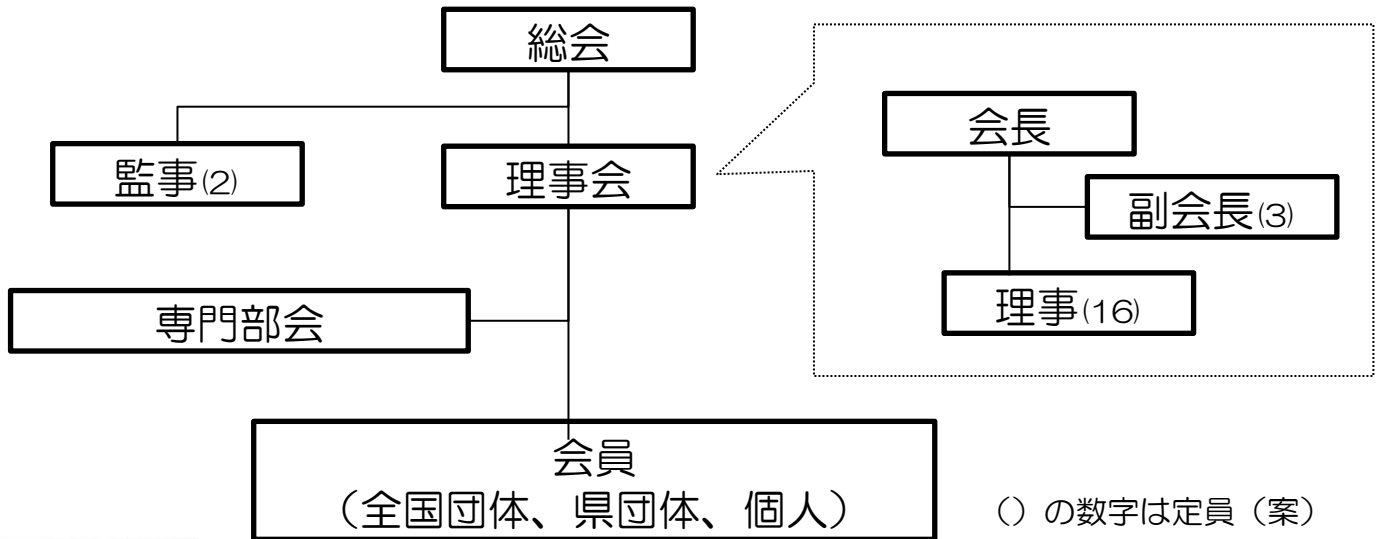 総会
監事(2)
理事会
専門部会
会員
（全国団体、県団体、個人）
会長
副会長(3)
理事(16)
（）の数字は定員（案）